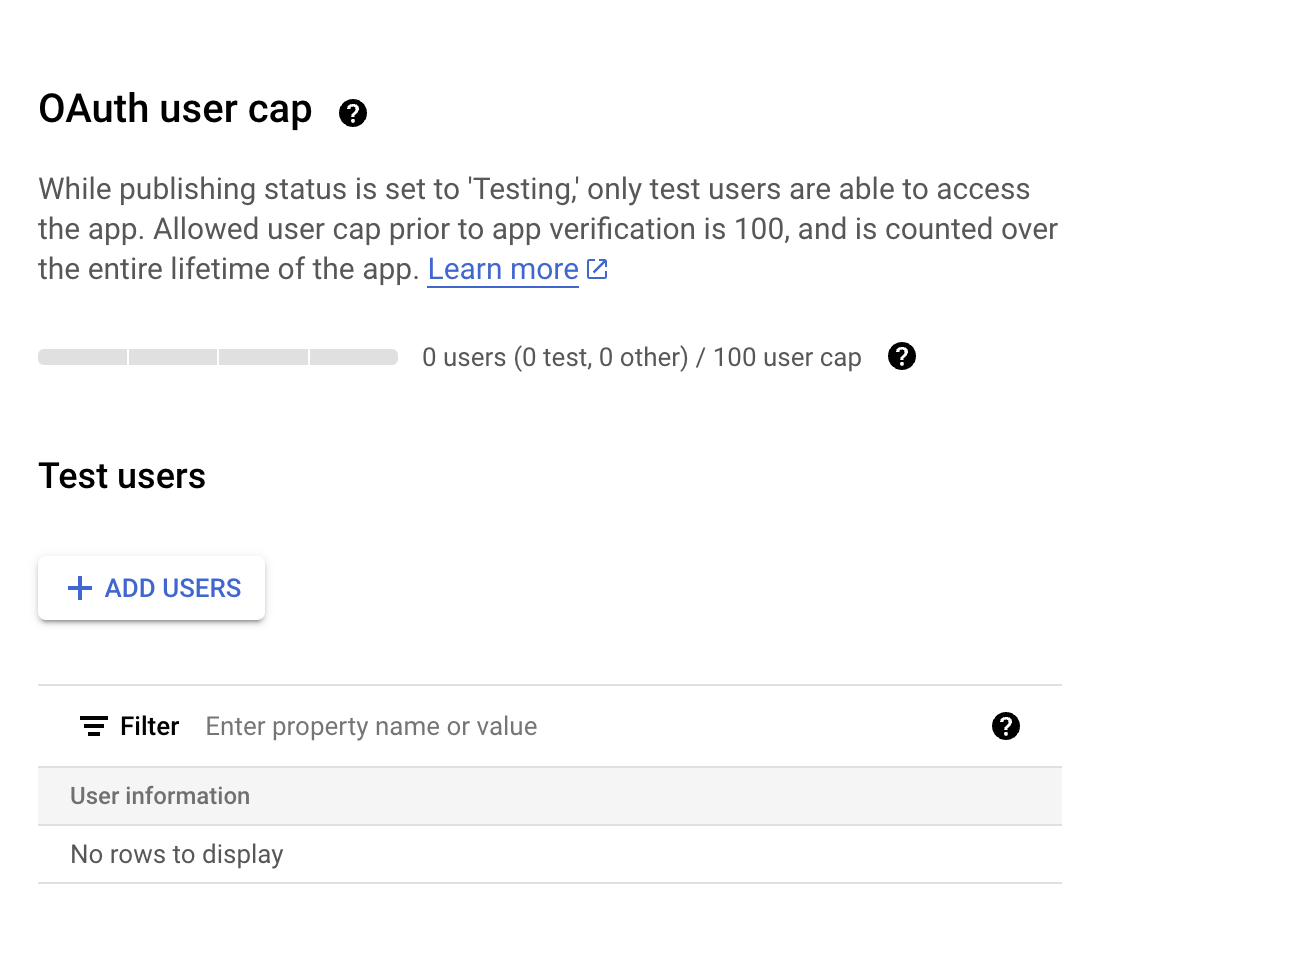 OAuth user cap
While publishing status is set to 'Testing,' only test users are able to access
the app. Allowed user cap prior to app verification is 100, and is counted over
the entire lifetime of the app. Learn more
0 users (0 test, 0 other) / 100 user cap
Test users
ADD USERS
Filter Enter property name or value
User information
No rows to display